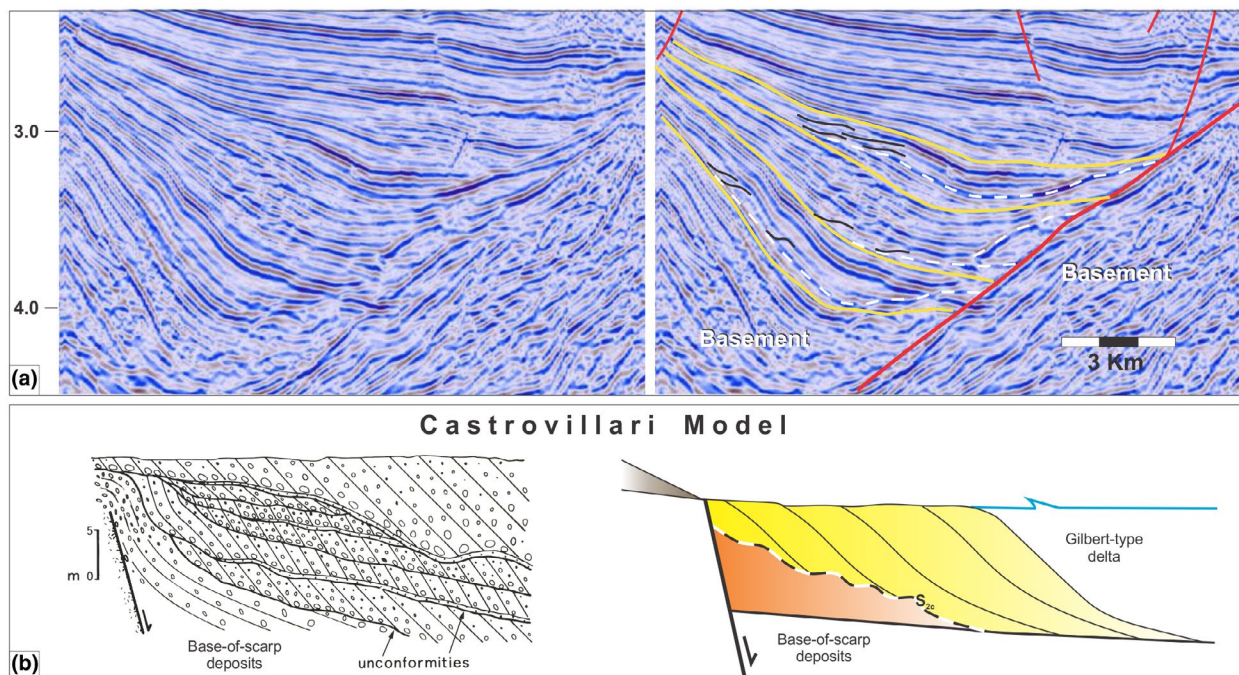 3.0
4.0
Basement
Basement
3 Km
(a)
Castrovillari Model
5
m 0
Base-of-scarp
deposits
unconformities
Gilbert-type
delta
S2c
Base-of-scarp
deposits
(b)